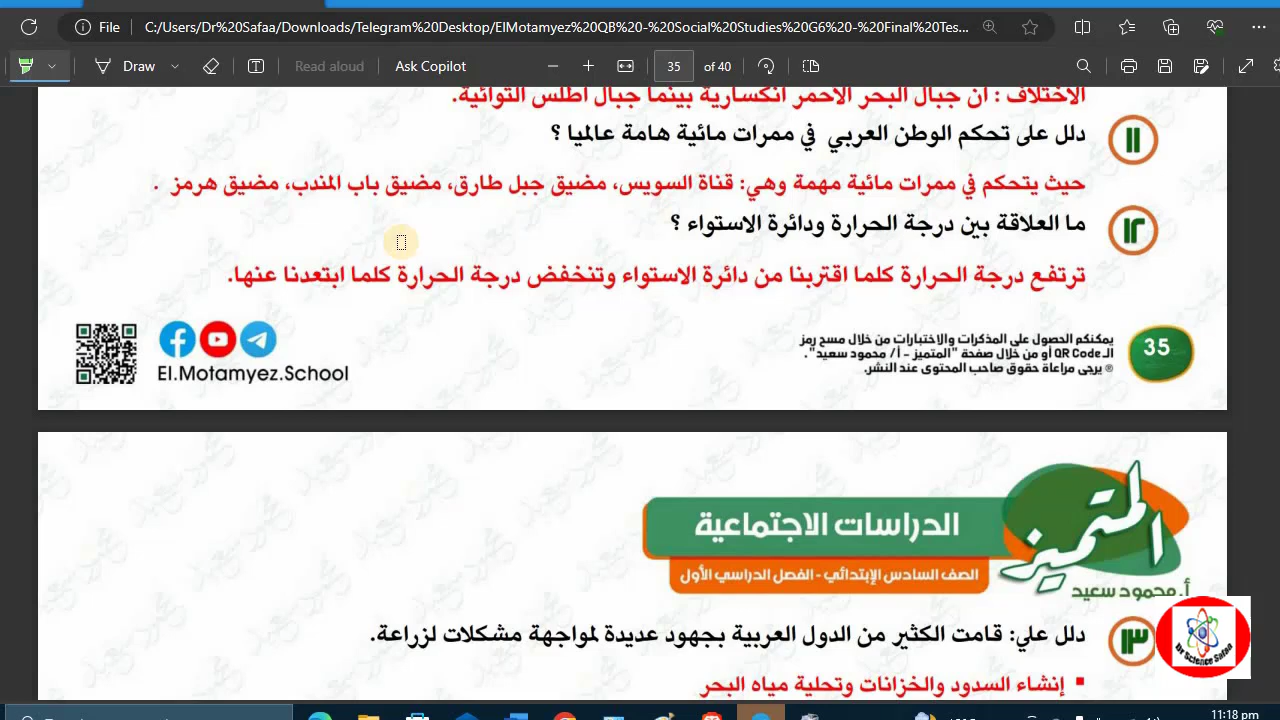 File
C:/Users/Dr%20Safaa/Downloads/Telegram%20Desktop/ElMotamyez%20QB%20-%20Social%20Studies%20G6%20-%20Final%20Tes...
Draw
Read aloud
Ask Copilot
35 of 40
الاختلاف : أن جبال البحر الأحمر انكسارية بينما جبال أطلس التوائية.
١١ دلل على تحكم الوطن العربي في ممرات مائية هامة عالميا ؟
حيث يتحكم في ممرات مائية مهمة وهي: قناة السويس، مضيق جبل طارق، مضيق باب المندب، مضيق هرمز .
١٢ ما العلاقة بين درجة الحرارة ودائرة الاستواء ؟
ترتفع درجة الحرارة كلما اقتربنا من دائرة الاستواء وتنخفض درجة الحرارة كلما ابتعدنا عنها.
يمكنكم الحصول على المذكرات والاختبارات من خلال مسح رمز
الـ QR Code أو من خلال صفحة "المتميز - أ/ محمود سعيد".
® يرجى مراعاة حقوق صاحب المحتوى عند النشر.
35
El.Motamyez.School
المتميز
أ. محمود سعيد
الدراسات الاجتماعية
الصف السادس الإبتدائي - الفصل الدراسي الأول
١٣ دلل علي: قامت الكثير من الدول العربية بجهود عديدة لمواجهة مشكلات لزراعة.
▪ إنشاء السدود والخزانات وتحلية مياه البحر
Dr Science Safaa
11:18 pm